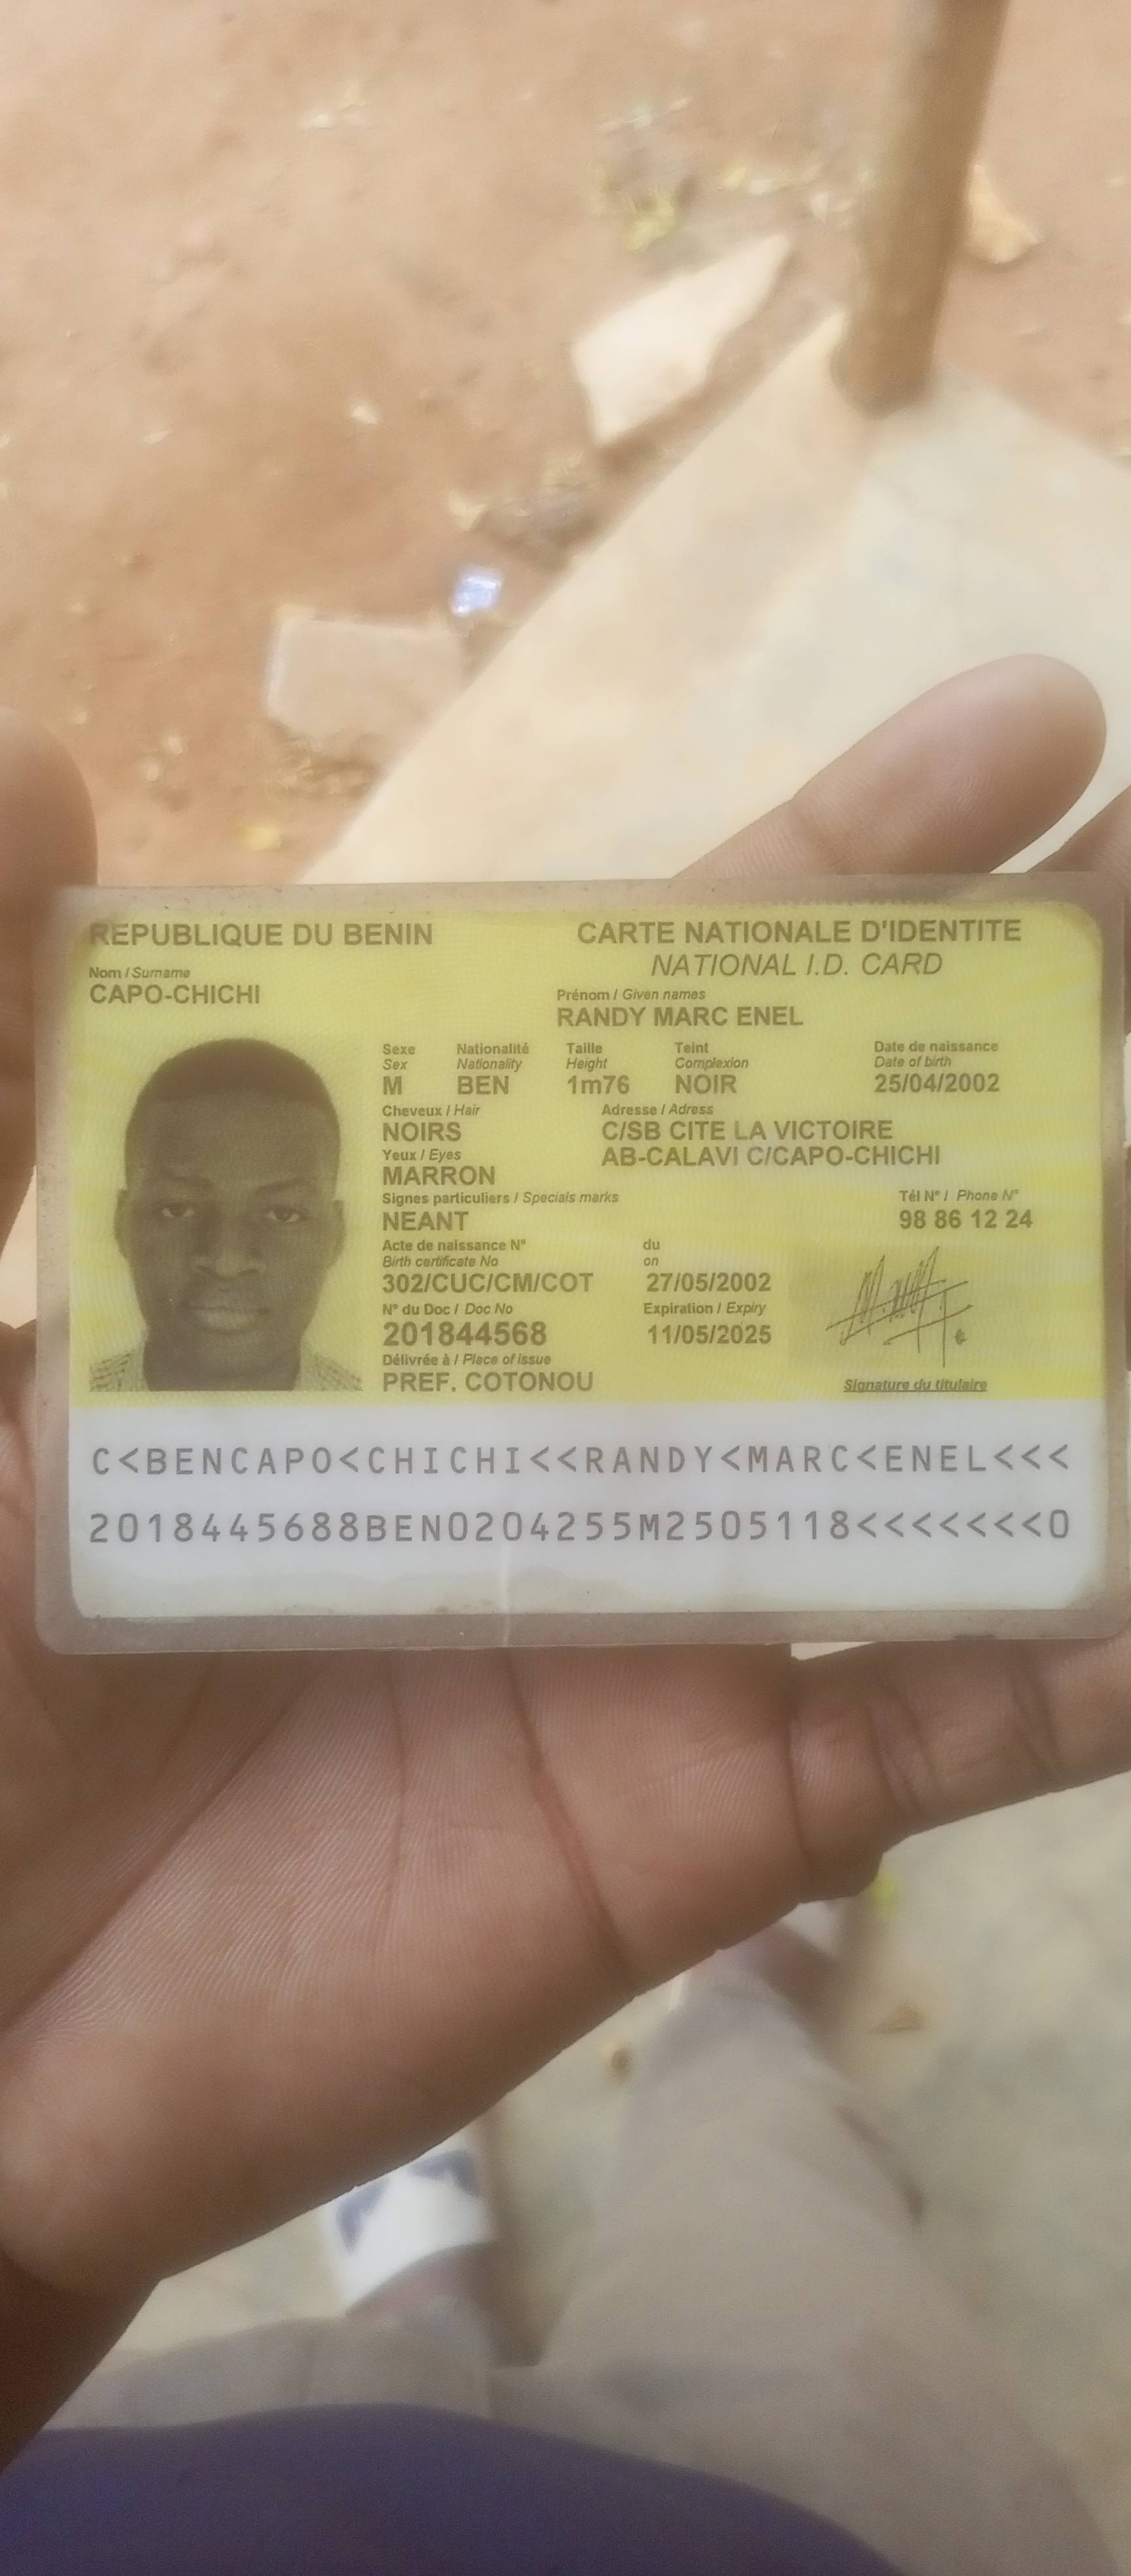 REPUBLIQUE DU BENIN
CARTE NATIONALE D'IDENTITE
NATIONAL I.D. CARD
Nom / Surname
CAPO-CHICHI
Prénom / Given names
RANDY MARC ENEL
Sexe Nationalité Taille Teint Date de naissance
Sex Nationality Height Complexion Date of birth
M BEN 1m76 NOIR 25/04/2002
Cheveux / Hair Adresse / Adress
NOIRS C/SB CITE LA VICTOIRE
Yeux / Eyes AB-CALAVI C/CAPO-CHICHI
MARRON
Signes particuliers / Specials marks Tél N° / Phone N°
NEANT 98 86 12 24
Acte de naissance N° du
Birth certificate No on
302/CUC/CM/COT 27/05/2002
N° du Doc / Doc No Expiration / Expiry
201844568 11/05/2025
Délivrée à / Place of issue
PREF. COTONOU Signature du titulaire
C<BENCAPO<CHICHI<<RANDY<MARC<ENEL<<<
2018445688BEN0204255M2505118<<<<<<<0